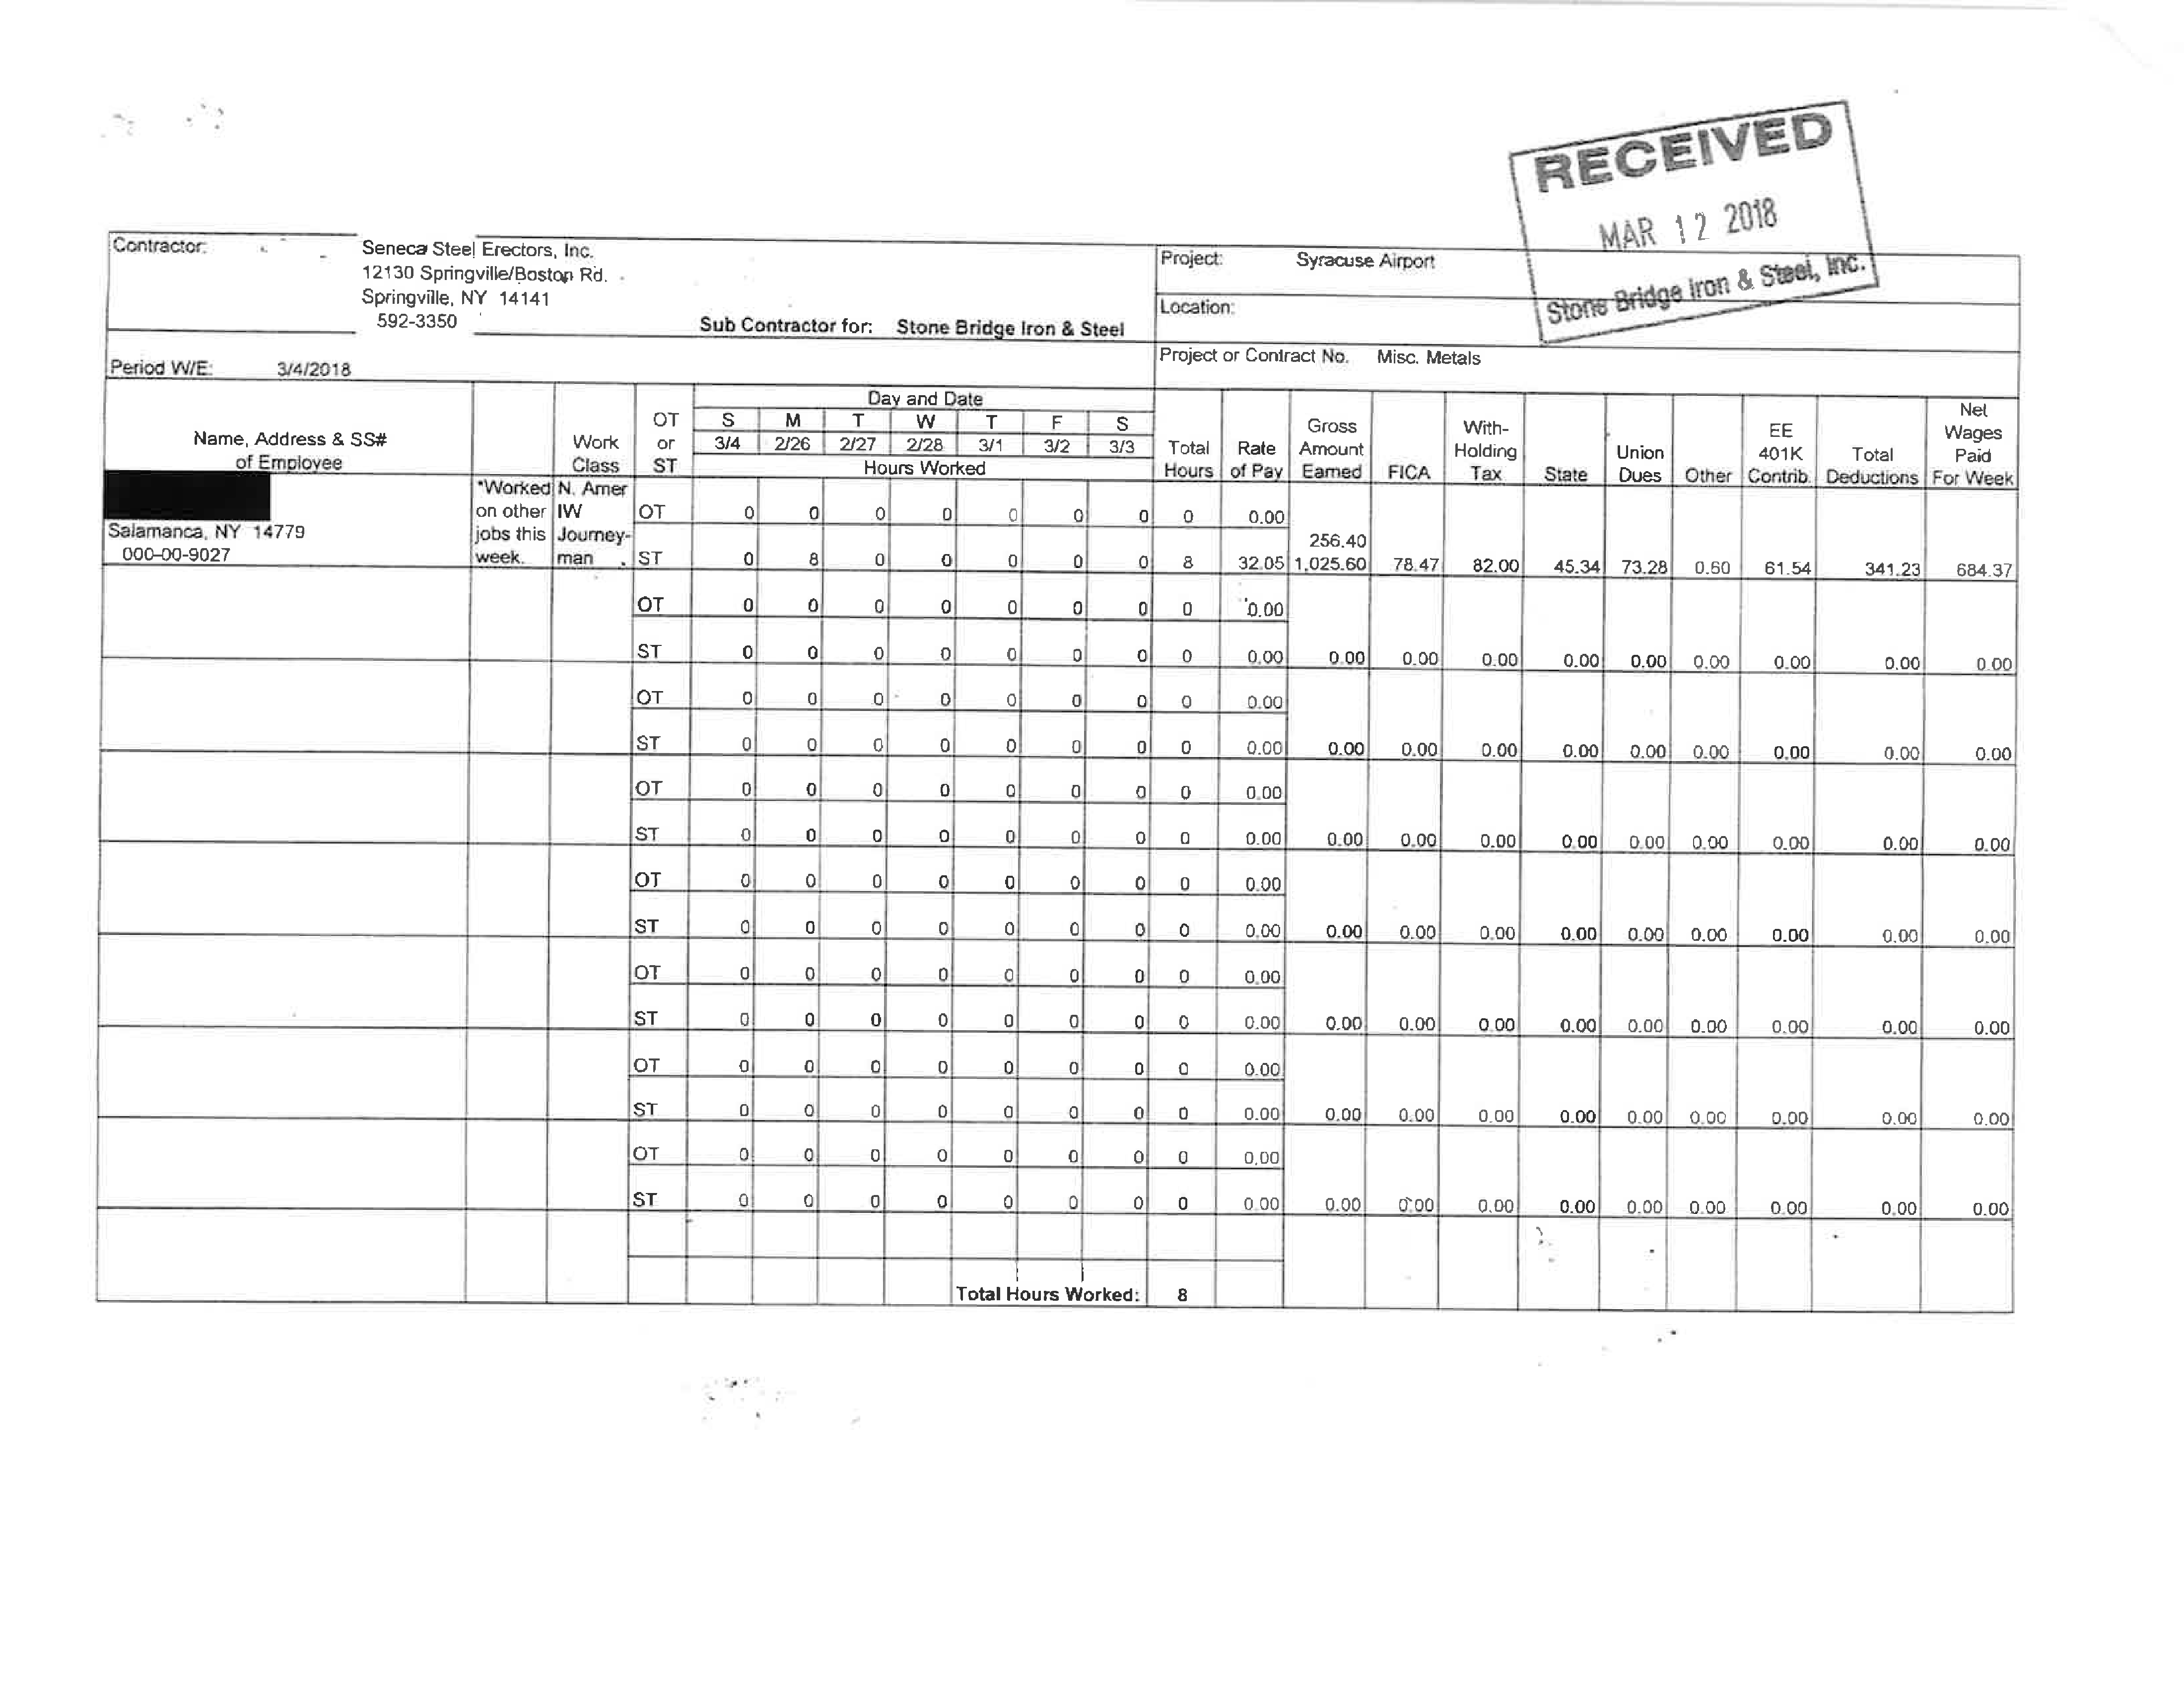 RECEIVED
MAR 12 2018
Stone Bridge Iron & Steel, Inc.
Contractor: Seneca Steel Erectors, Inc.
12130 Springville/Boston Rd.
Springville, NY 14141
592-3350
Sub Contractor for: Stone Bridge Iron & Steel
Project: Syracuse Airport
Location:
Project or Contract No. Misc. Metals
Period W/E: 3/4/2018
Name, Address & SS# of Employee
Work Class
OT or ST
Day and Date
S M T W T F S
3/4 2/26 2/27 2/28 3/1 3/2 3/3
Hours Worked
Total Hours
Rate of Pay
Gross Amount Earned
FICA
With-Holding Tax
State
Union Dues
Other
EE 401K Contrib.
Total Deductions
Net Wages Paid For Week
Salamanca, NY 14779
000-00-9027
*Worked on other jobs this week.
N. Amer IW Journey-man
OT 0 0 0 0 0 0 0 0 0.00
256.40
ST 0 8 0 0 0 0 0 8 32.05 1,025.60 78.47 82.00 45.34 73.28 0.60 61.54 341.23 684.37
OT 0 0 0 0 0 0 0 0 0.00
ST 0 0 0 0 0 0 0 0 0.00 0.00 0.00 0.00 0.00 0.00 0.00 0.00 0.00 0.00
OT 0 0 0 0 0 0 0 0 0.00
ST 0 0 0 0 0 0 0 0 0.00 0.00 0.00 0.00 0.00 0.00 0.00 0.00 0.00 0.00
OT 0 0 0 0 0 0 0 0 0.00
ST 0 0 0 0 0 0 0 0 0.00 0.00 0.00 0.00 0.00 0.00 0.00 0.00 0.00 0.00
OT 0 0 0 0 0 0 0 0 0.00
ST 0 0 0 0 0 0 0 0 0.00 0.00 0.00 0.00 0.00 0.00 0.00 0.00 0.00 0.00
OT 0 0 0 0 0 0 0 0 0.00
ST 0 0 0 0 0 0 0 0 0.00 0.00 0.00 0.00 0.00 0.00 0.00 0.00 0.00 0.00
OT 0 0 0 0 0 0 0 0 0.00
ST 0 0 0 0 0 0 0 0 0.00 0.00 0.00 0.00 0.00 0.00 0.00 0.00 0.00 0.00
OT 0 0 0 0 0 0 0 0 0.00
ST 0 0 0 0 0 0 0 0 0.00 0.00 0.00 0.00 0.00 0.00 0.00 0.00 0.00 0.00
Total Hours Worked: 8